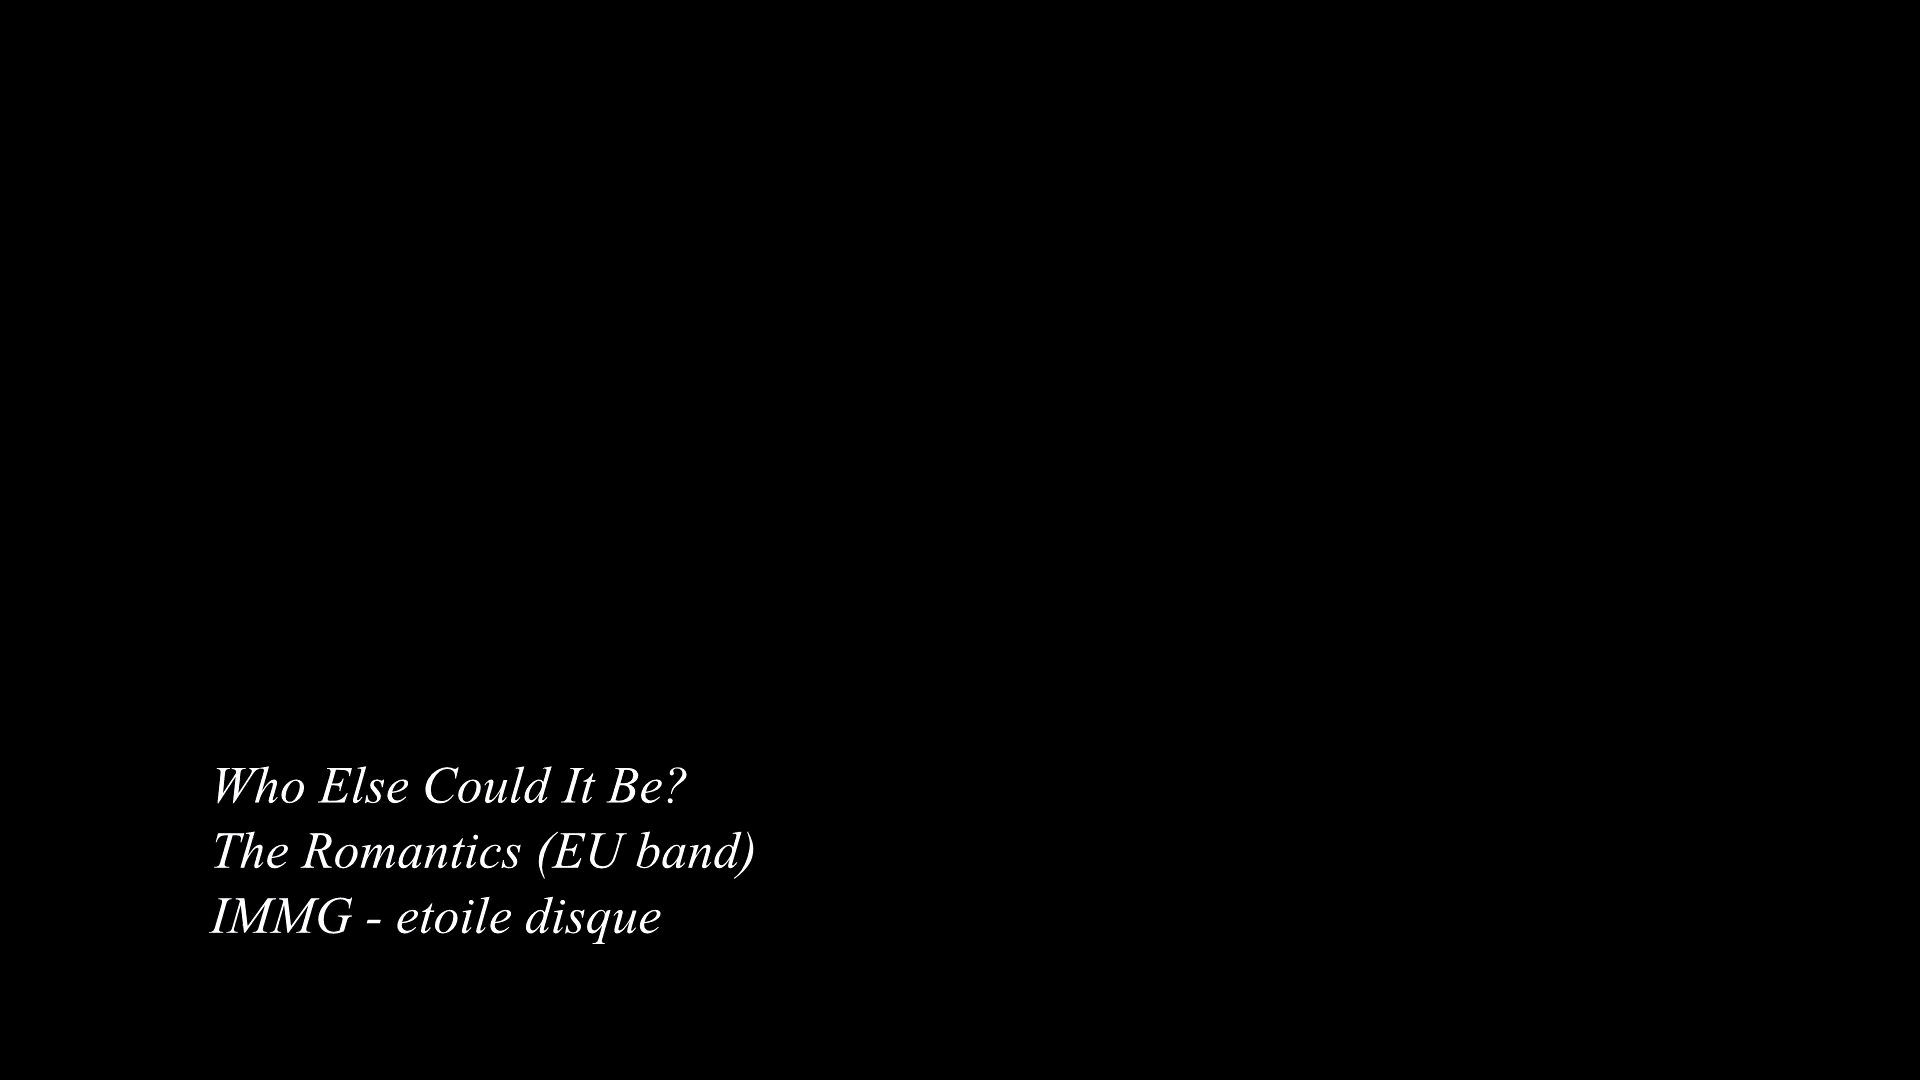 Who Else Could It Be?
The Romantics (EU band)
IMMG - etoile disque